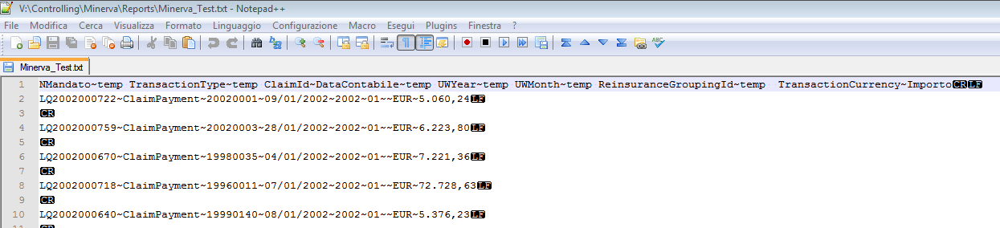 V:\Controlling\Minerva\Reports\Minerva_Test.txt - Notepad++
File Modifica Cerca Visualizza Formato Linguaggio Configurazione Macro Esegui Plugins Finestra ?
Minerva_Test.txt
1 NMandato~temp TransactionType~temp ClaimId~DataContabile~temp UWYear~temp UWMonth~temp ReinsuranceGroupingId~temp  TransactionCurrency~ImportoCRLF
2 LQ2002000722~ClaimPayment~20020001~09/01/2002~2002~01~~EUR~5.060,24LF
3 CR
4 LQ2002000759~ClaimPayment~20020003~28/01/2002~2002~01~~EUR~6.223,80LF
5 CR
6 LQ2002000670~ClaimPayment~19980035~04/01/2002~2002~01~~EUR~7.221,36LF
7 CR
8 LQ2002000718~ClaimPayment~19960011~07/01/2002~2002~01~~EUR~72.728,63LF
9 CR
10 LQ2002000640~ClaimPayment~19990140~08/01/2002~2002~01~~EUR~5.376,23LF
11 CR